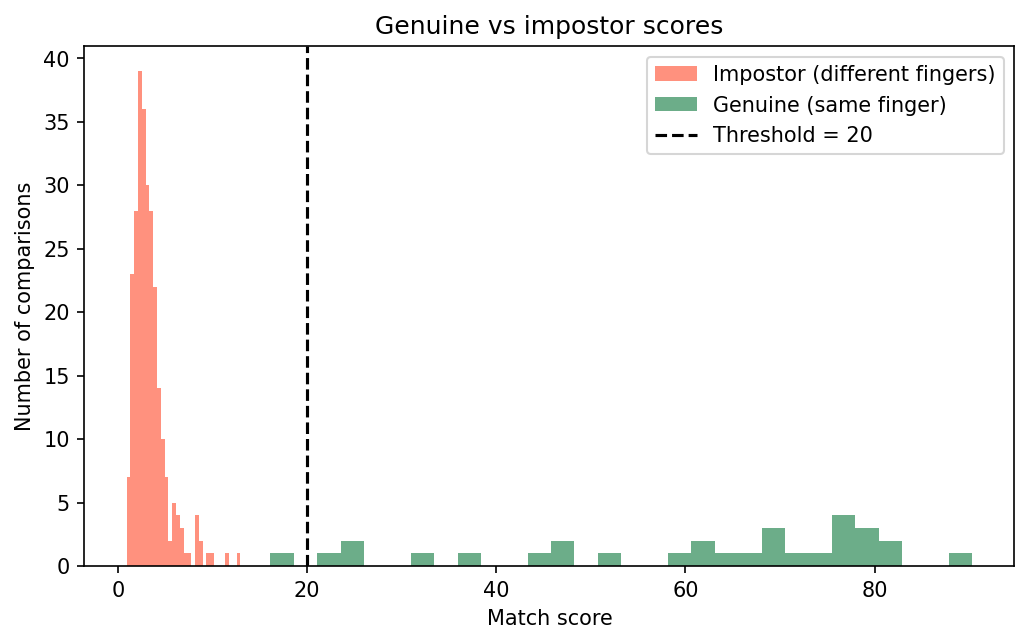 Genuine vs impostor scores
Impostor (different fingers)
Genuine (same finger)
Threshold = 20
Number of comparisons
40
35
30
25
20
15
10
5
0
0 20 40 60 80
Match score